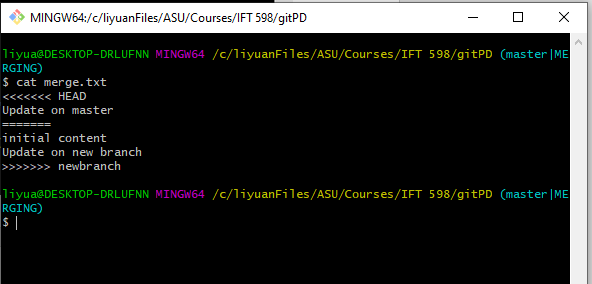 MINGW64:/c/liyuanFiles/ASU/Courses/IFT 598/gitPD
liyua@DESKTOP-DRLUFNN MINGW64 /c/liyuanFiles/ASU/Courses/IFT 598/gitPD (master|ME
RGING)
$ cat merge.txt
<<<<<<< HEAD
Update on master
=======
initial content
Update on new branch
>>>>>>> newbranch
liyua@DESKTOP-DRLUFNN MINGW64 /c/liyuanFiles/ASU/Courses/IFT 598/gitPD (master|ME
RGING)
$